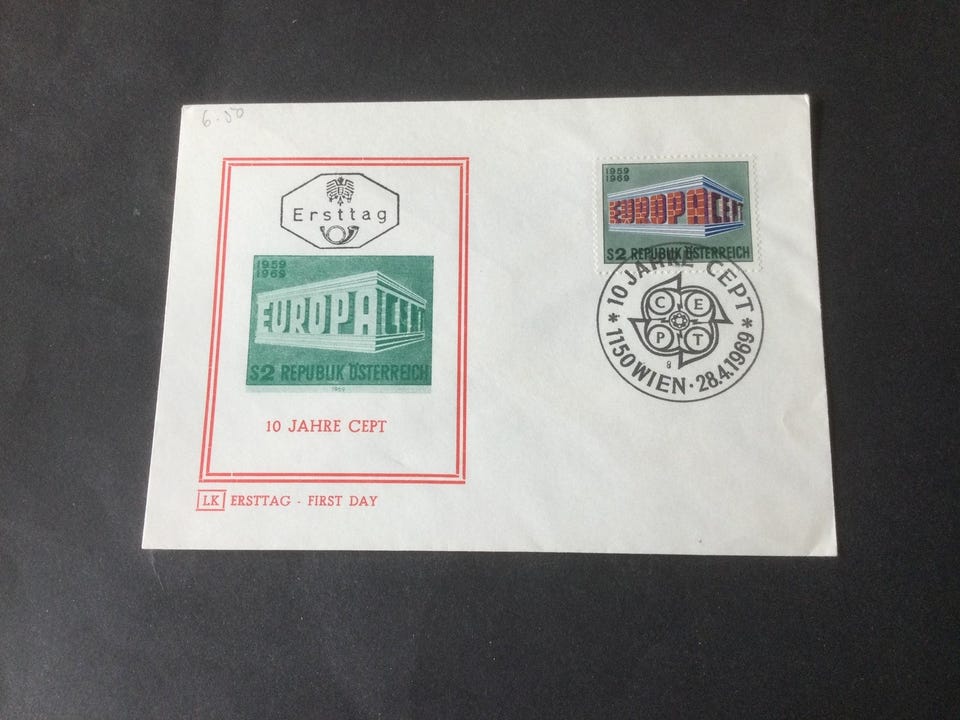 6.50
Ersttag
1959
1969
EUROPA CEPT
S2 REPUBLIK ÖSTERREICH
1969
10 JAHRE CEPT
LK ERSTTAG - FIRST DAY
1959
1969
EUROPA CEPT
S2 REPUBLIK ÖSTERREICH
* 10 JAHRE CEPT *
C E
P T
8
1150 WIEN · 28.4.1969